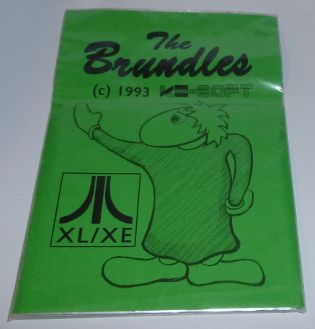 The
Brundles
(c) 1993 KE-SOFT
XL/XE